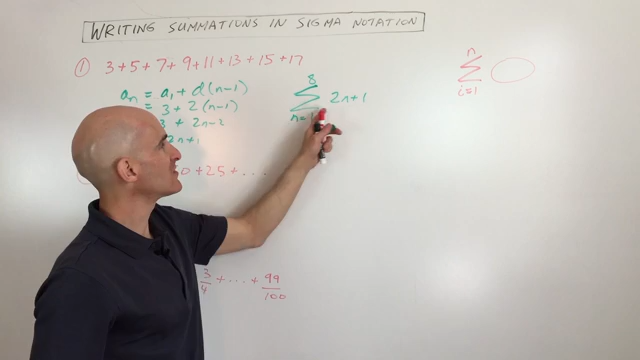 WRITING SUMMATIONS IN SIGMA NOTATION
① 3+5+7+9+11+13+15+17
aₙ = a₁ + d(n-1)
= 3 + 2(n-1)
= 3 + 2n-2
2n+1
8
Σ 2n+1
n=1
n
Σ
i=1
0+25+...
3/4 +...+ 99/100